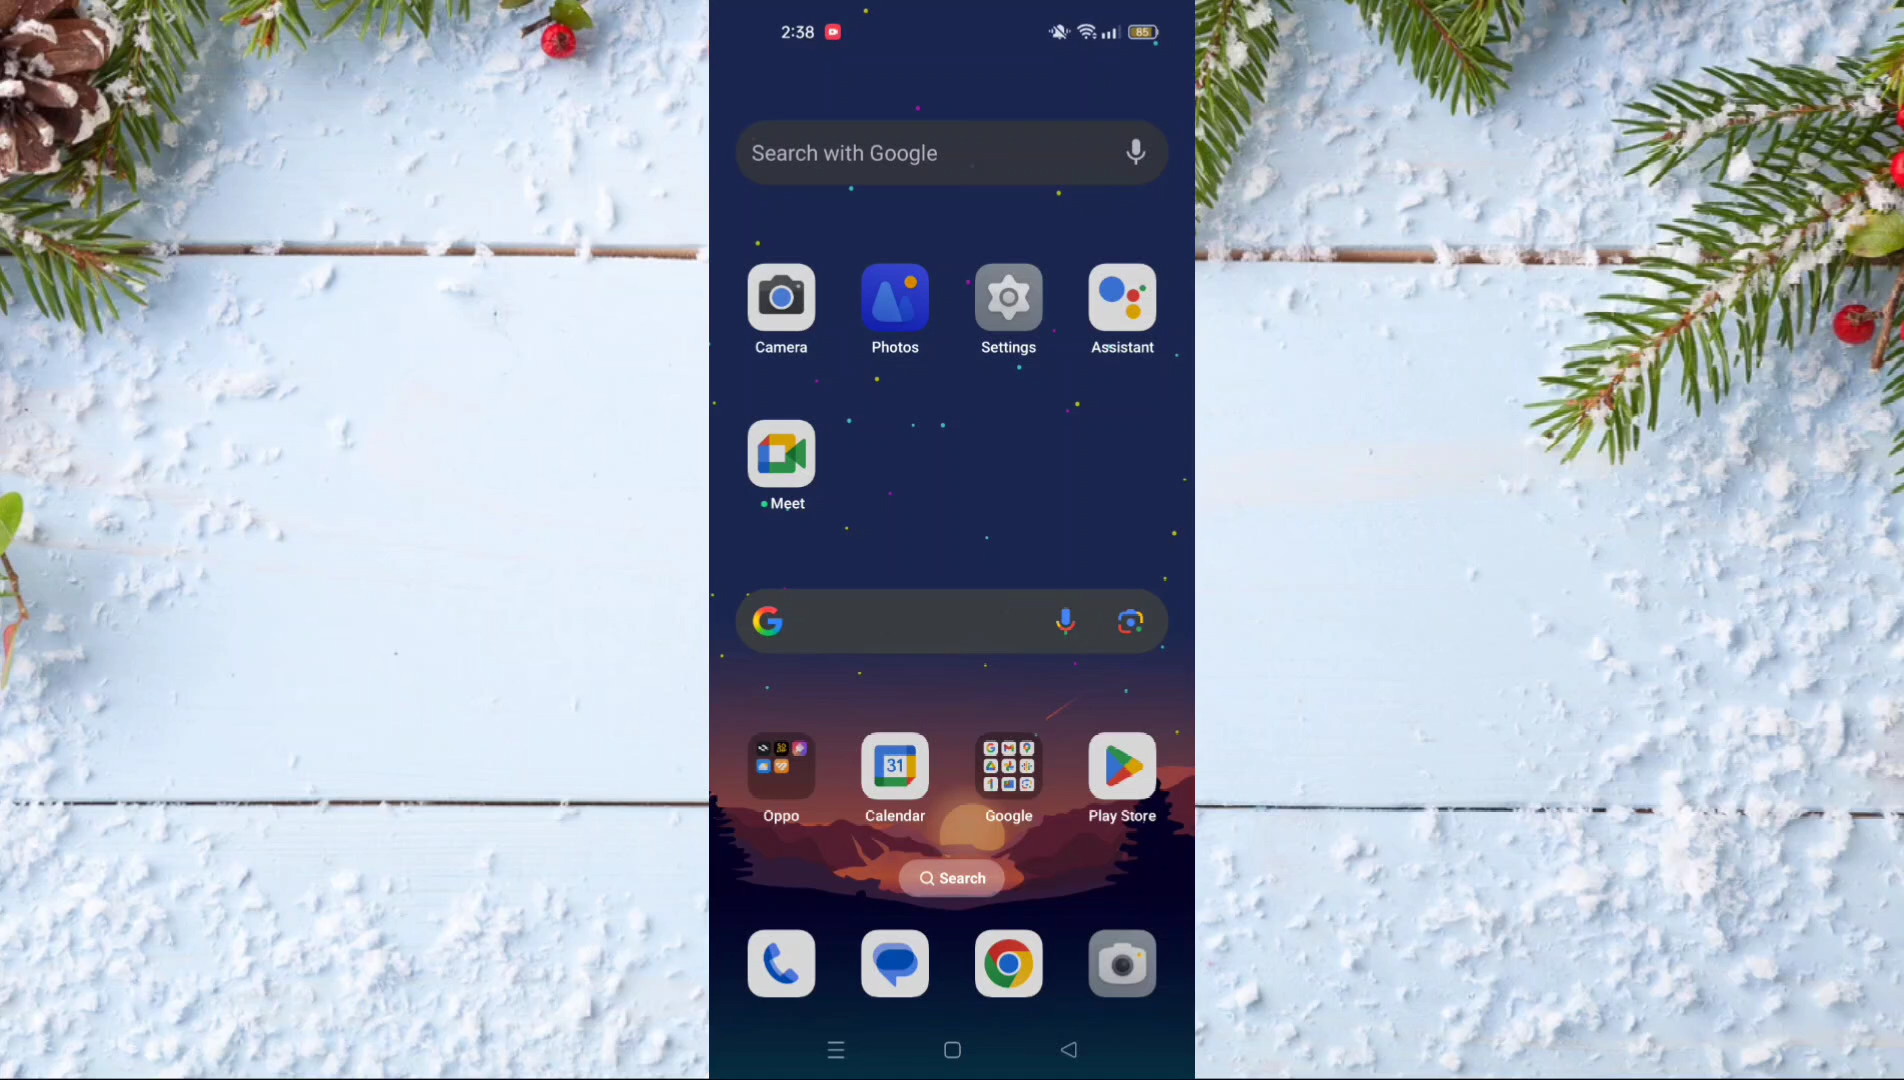 2:38
85
Search with Google
Camera
Photos
Settings
Assistant
Meet
31
Oppo
Calendar
Google
Play Store
Search